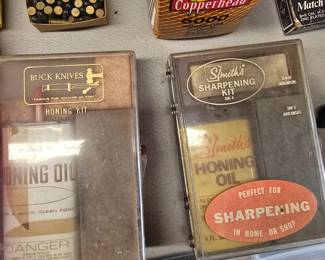 Copperhead
5000
Match
BUCK KNIVES
HONING KIT
HONING OIL
DANGER
Smith's
SHARPENING
KIT
Smith's
HONING
OIL
PERFECT FOR
SHARPENING
IN HOME OR SHOP